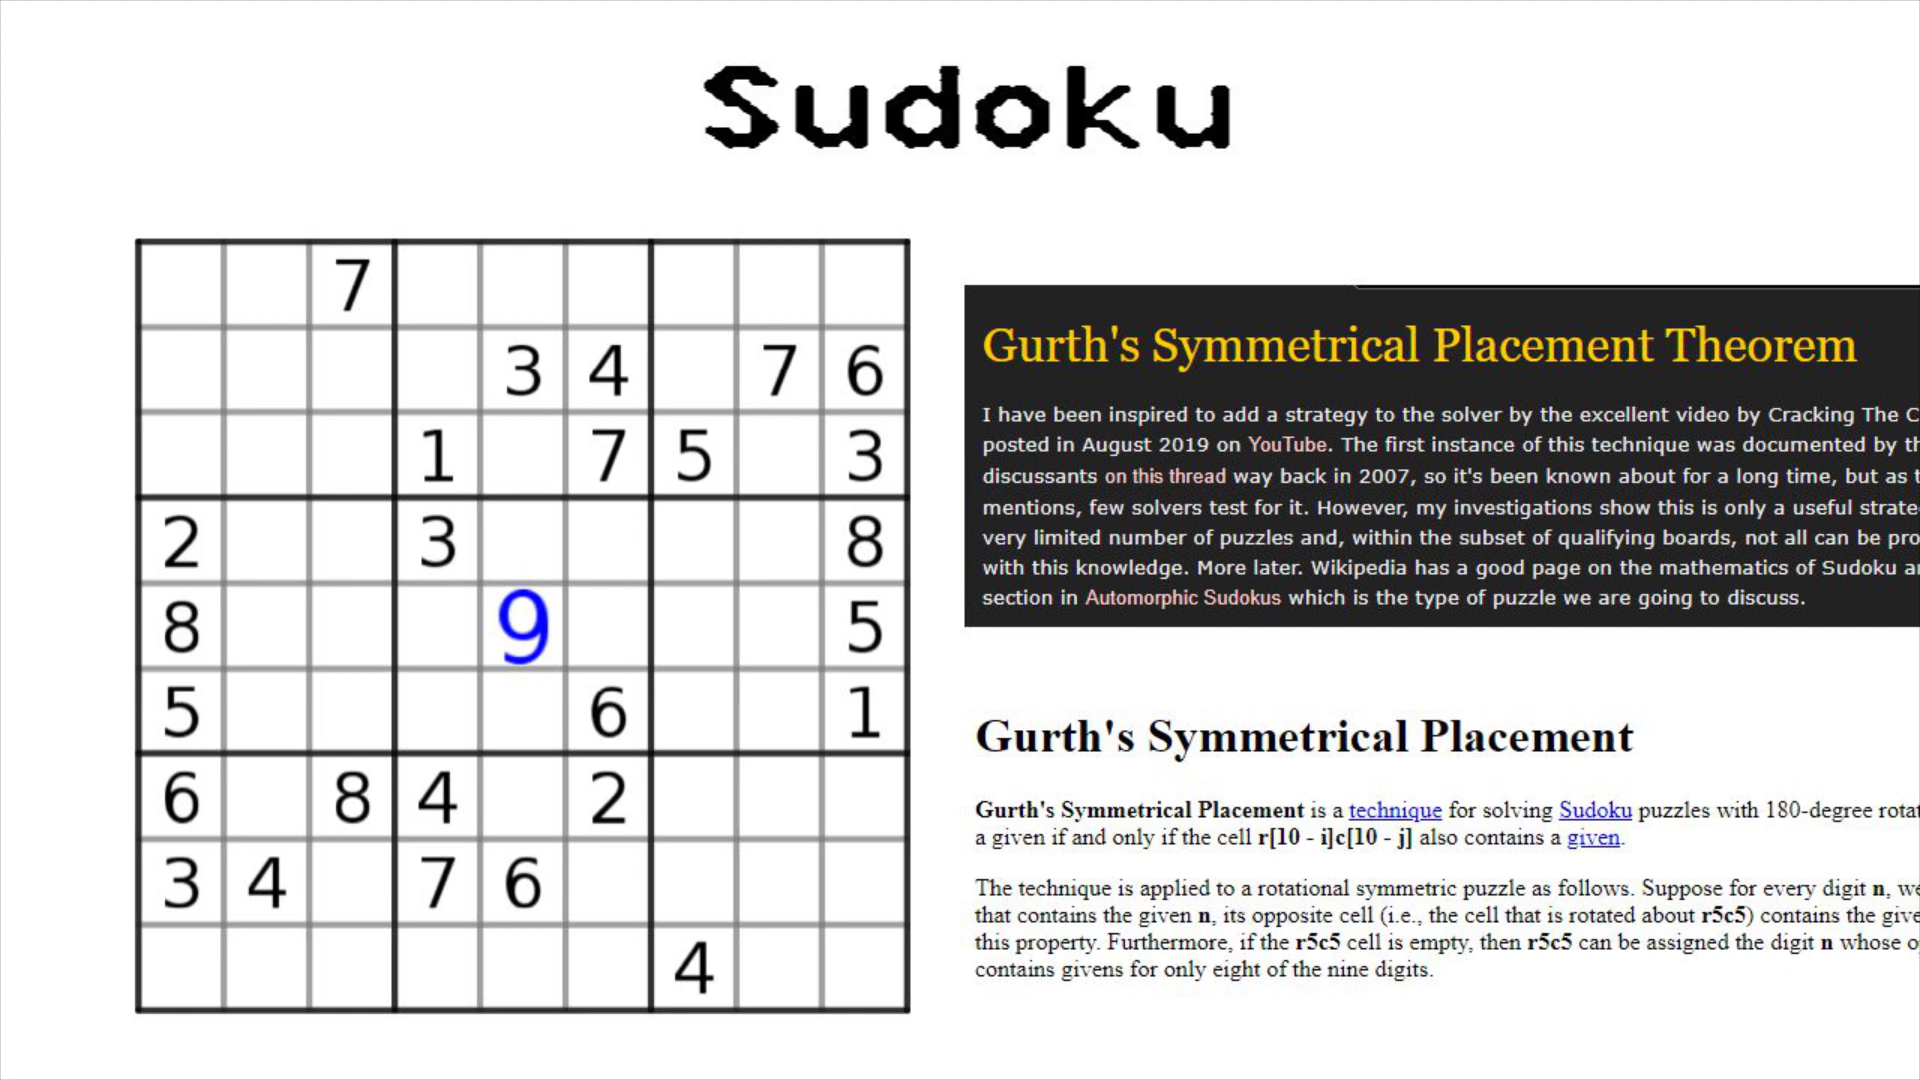 Sudoku
7
3 4 7 6
1 7 5 3
2 3 8
8 9 5
5 6 1
6 8 4 2
3 4 7 6
4
Gurth's Symmetrical Placement Theorem
I have been inspired to add a strategy to the solver by the excellent video by Cracking The C
posted in August 2019 on YouTube. The first instance of this technique was documented by th
discussants on this thread way back in 2007, so it's been known about for a long time, but as t
mentions, few solvers test for it. However, my investigations show this is only a useful strate
very limited number of puzzles and, within the subset of qualifying boards, not all can be pro
with this knowledge. More later. Wikipedia has a good page on the mathematics of Sudoku a
section in Automorphic Sudokus which is the type of puzzle we are going to discuss.
Gurth's Symmetrical Placement
Gurth's Symmetrical Placement is a technique for solving Sudoku puzzles with 180-degree rotat
a given if and only if the cell r[10 - i]c[10 - j] also contains a given.
The technique is applied to a rotational symmetric puzzle as follows. Suppose for every digit n, we
that contains the given n, its opposite cell (i.e., the cell that is rotated about r5c5) contains the give
this property. Furthermore, if the r5c5 cell is empty, then r5c5 can be assigned the digit n whose o
contains givens for only eight of the nine digits.